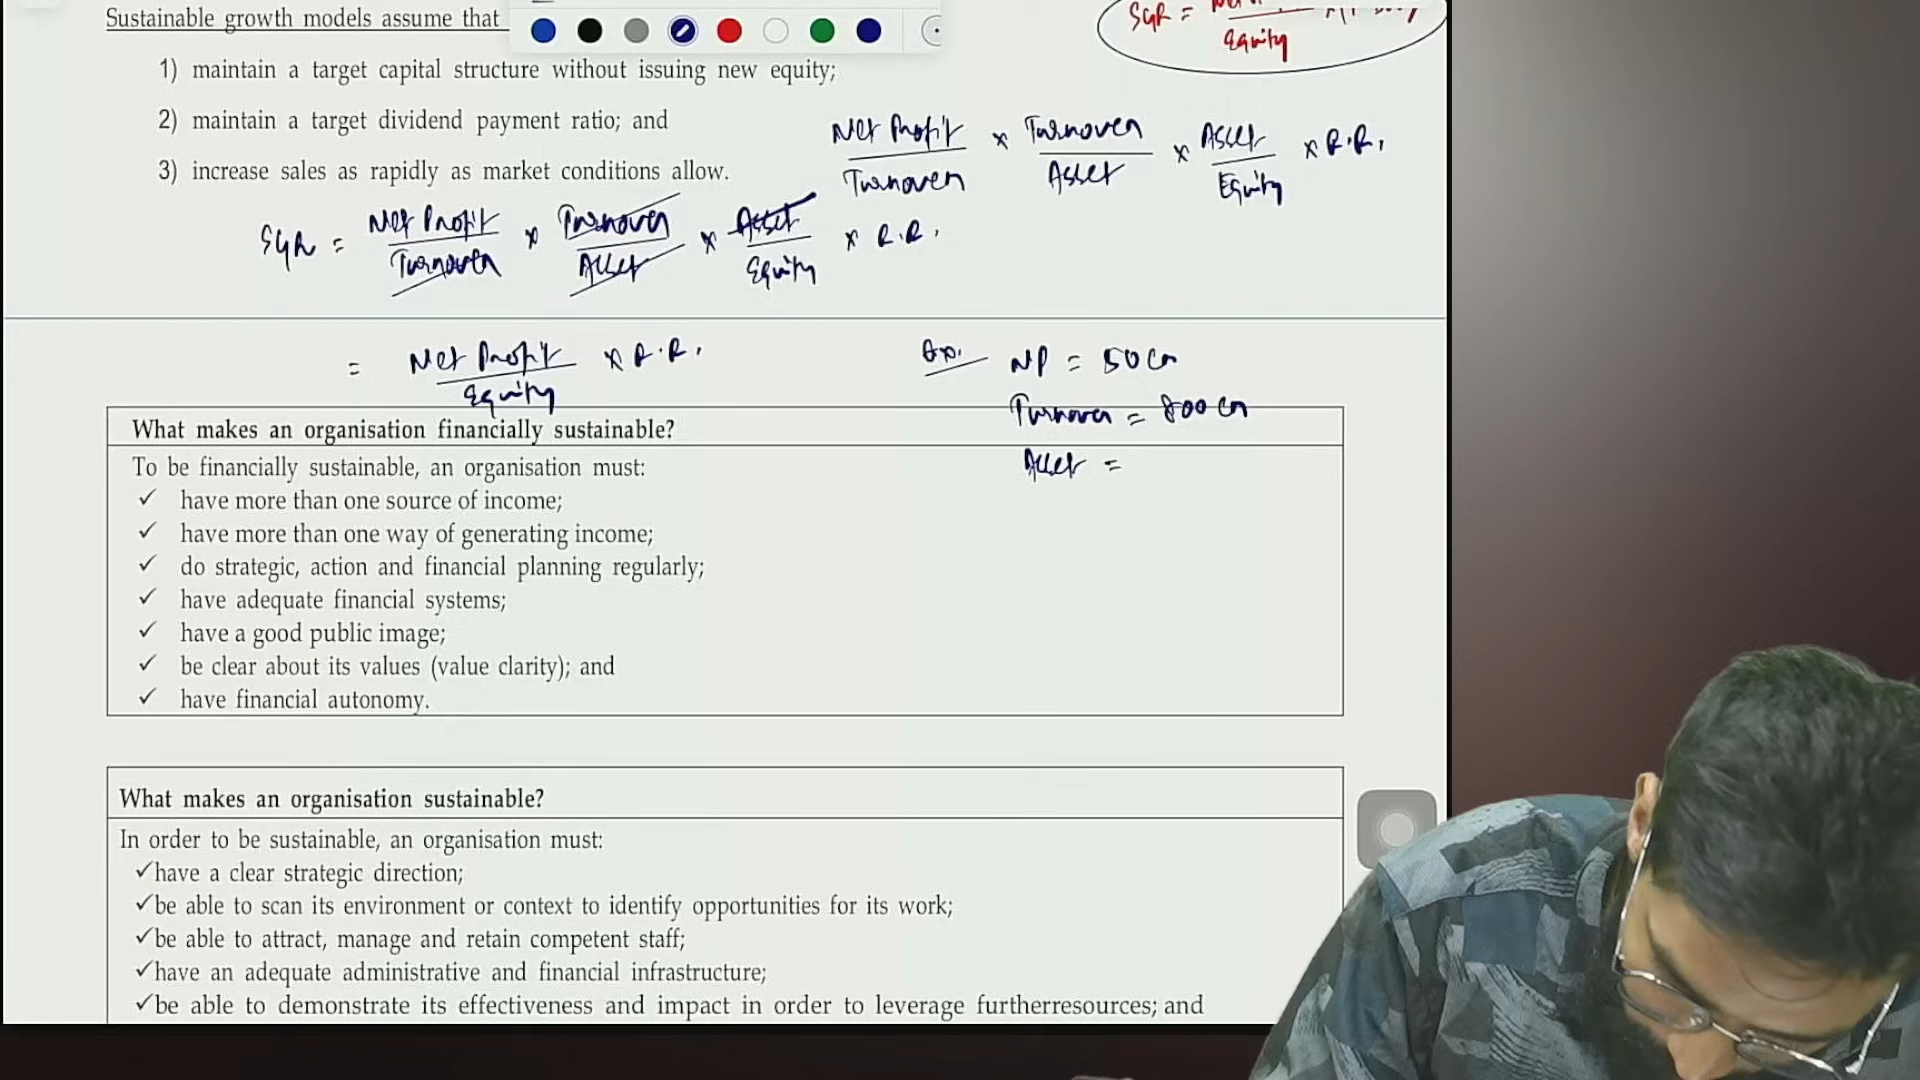 Sustainable growth models assume that
SGR =
Equity
1) maintain a target capital structure without issuing new equity;
2) maintain a target dividend payment ratio; and
Net Profit / Turnover x Turnover / Asset x Asset / Equity x R.R.
3) increase sales as rapidly as market conditions allow.
SGR = Net Profit / Turnover x Turnover / Asset x Asset / Equity x R.R.
= Net Profit / Equity x R.R.
Ex. NP = 50 Cr
Turnover = 800 Cr
Asset =
What makes an organisation financially sustainable?
To be financially sustainable, an organisation must:
✓ have more than one source of income;
✓ have more than one way of generating income;
✓ do strategic, action and financial planning regularly;
✓ have adequate financial systems;
✓ have a good public image;
✓ be clear about its values (value clarity); and
✓ have financial autonomy.
What makes an organisation sustainable?
In order to be sustainable, an organisation must:
✓have a clear strategic direction;
✓be able to scan its environment or context to identify opportunities for its work;
✓be able to attract, manage and retain competent staff;
✓have an adequate administrative and financial infrastructure;
✓be able to demonstrate its effectiveness and impact in order to leverage furtherresources; and